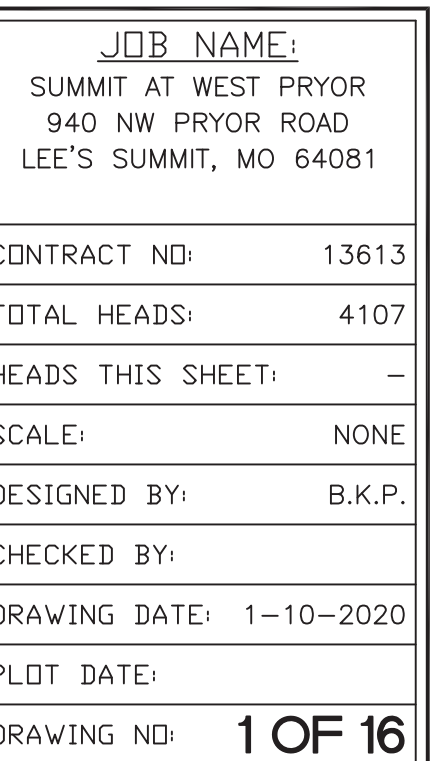 JOB NAME:
SUMMIT AT WEST PRYOR
940 NW PRYOR ROAD
LEE'S SUMMIT, MO 64081
CONTRACT NO: 13613
TOTAL HEADS: 4107
HEADS THIS SHEET: –
SCALE: NONE
DESIGNED BY: B.K.P.
CHECKED BY:
DRAWING DATE: 1-10-2020
PLOT DATE:
DRAWING NO: 1 OF 16